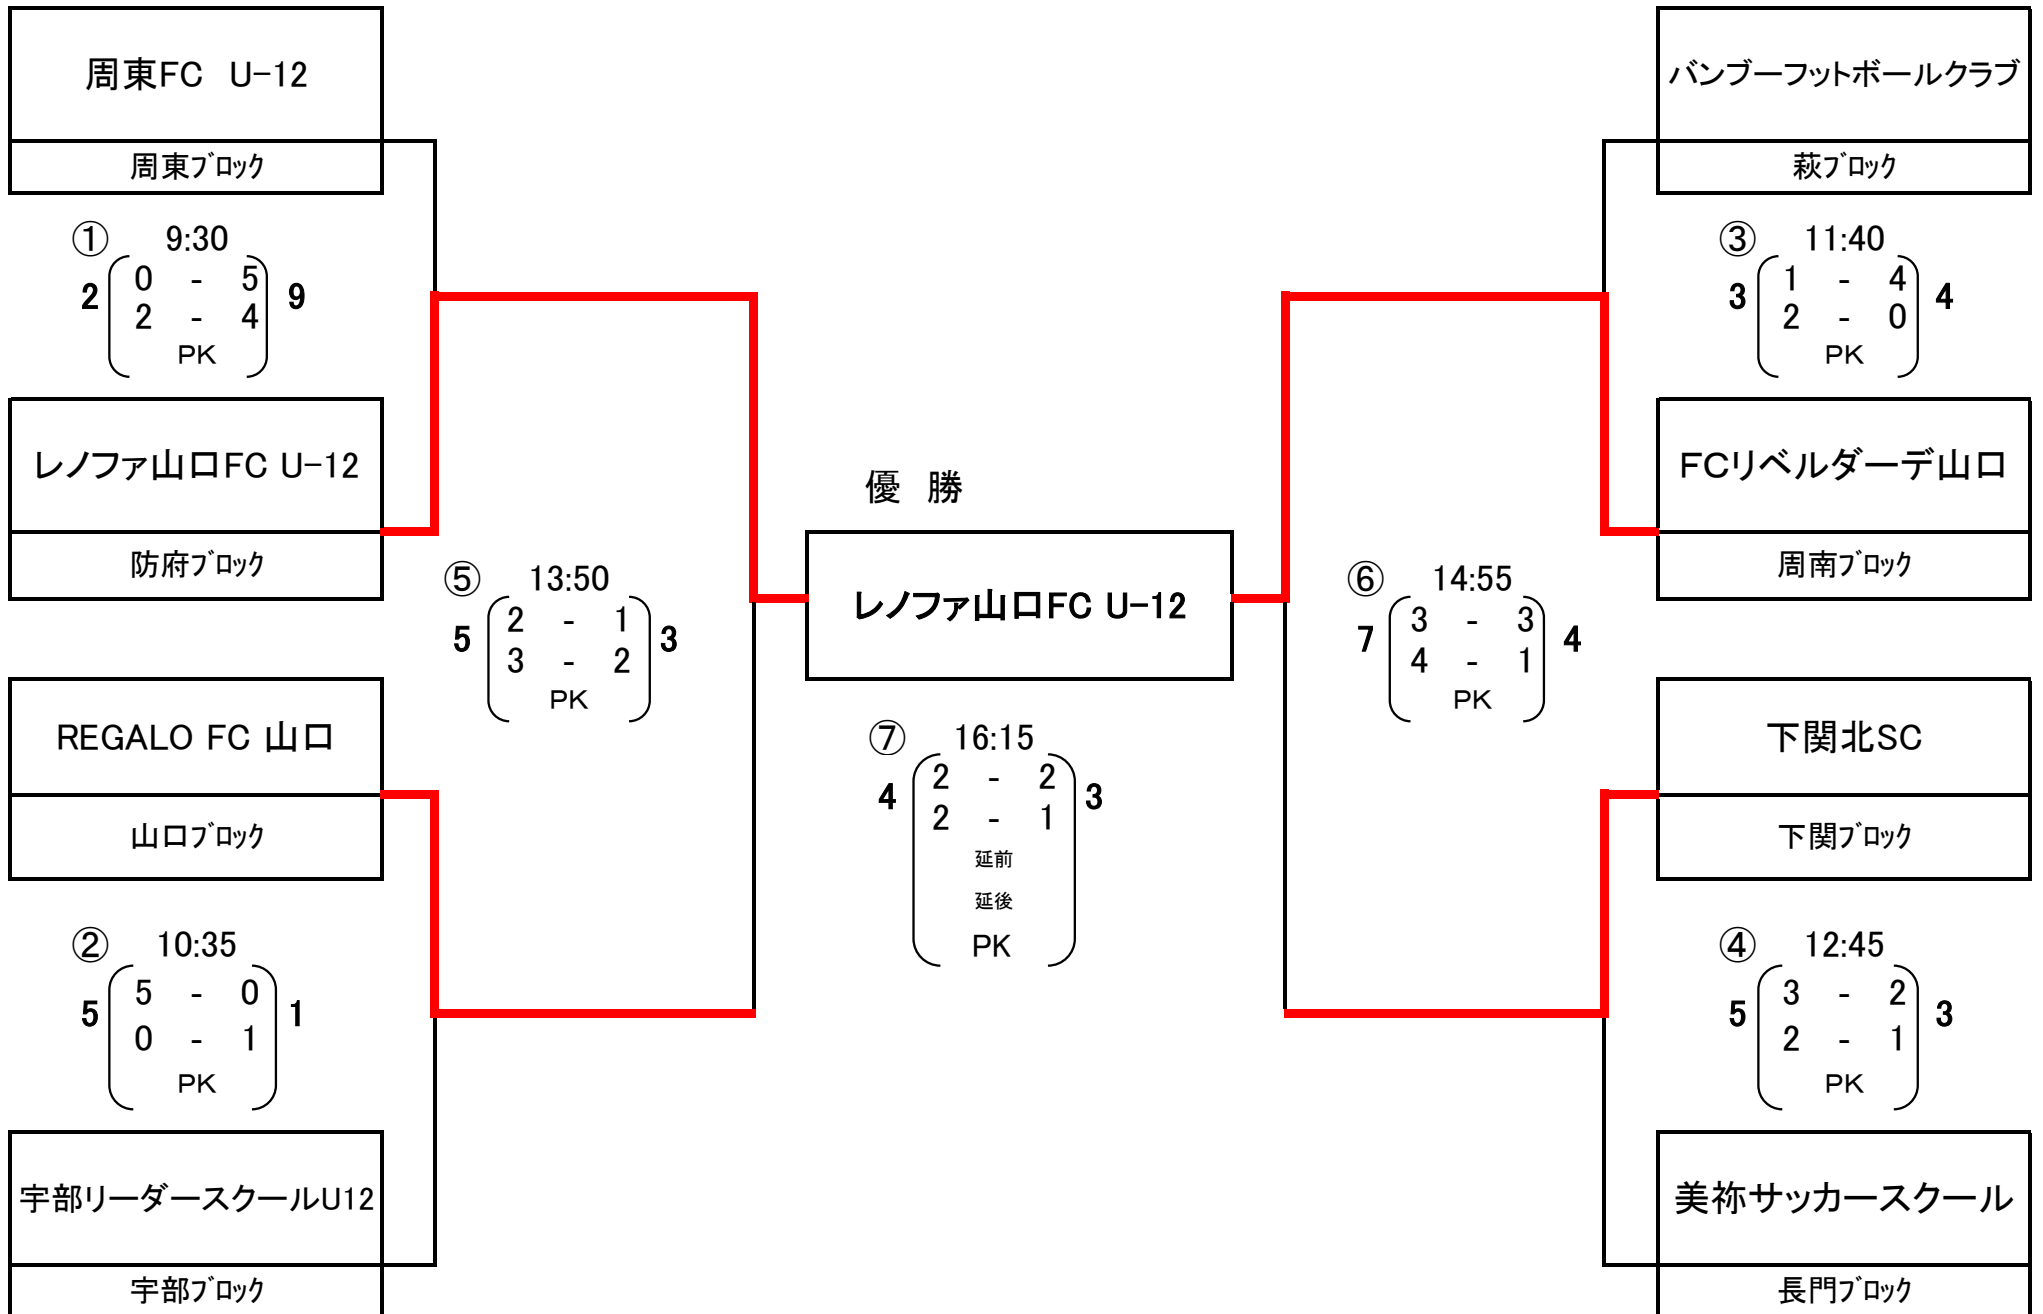 周東FC U-12
周東ブロック
① 9:30
2 0 - 5 9
2 - 4
PK
レノファ山口FC U-12
防府ブロック
REGALO FC 山口
山口ブロック
② 10:35
5 5 - 0 1
0 - 1
PK
宇部リーダースクールU12
宇部ブロック
⑤ 13:50
5 2 - 1 3
3 - 2
PK
優 勝
レノファ山口FC U-12
⑦ 16:15
4 2 - 2 3
2 - 1
延前
延後
PK
⑥ 14:55
7 3 - 3 4
4 - 1
PK
バンブーフットボールクラブ
萩ブロック
③ 11:40
3 1 - 4 4
2 - 0
PK
FCリベルダーデ山口
周南ブロック
下関北SC
下関ブロック
④ 12:45
5 3 - 2 3
2 - 1
PK
美祢サッカースクール
長門ブロック